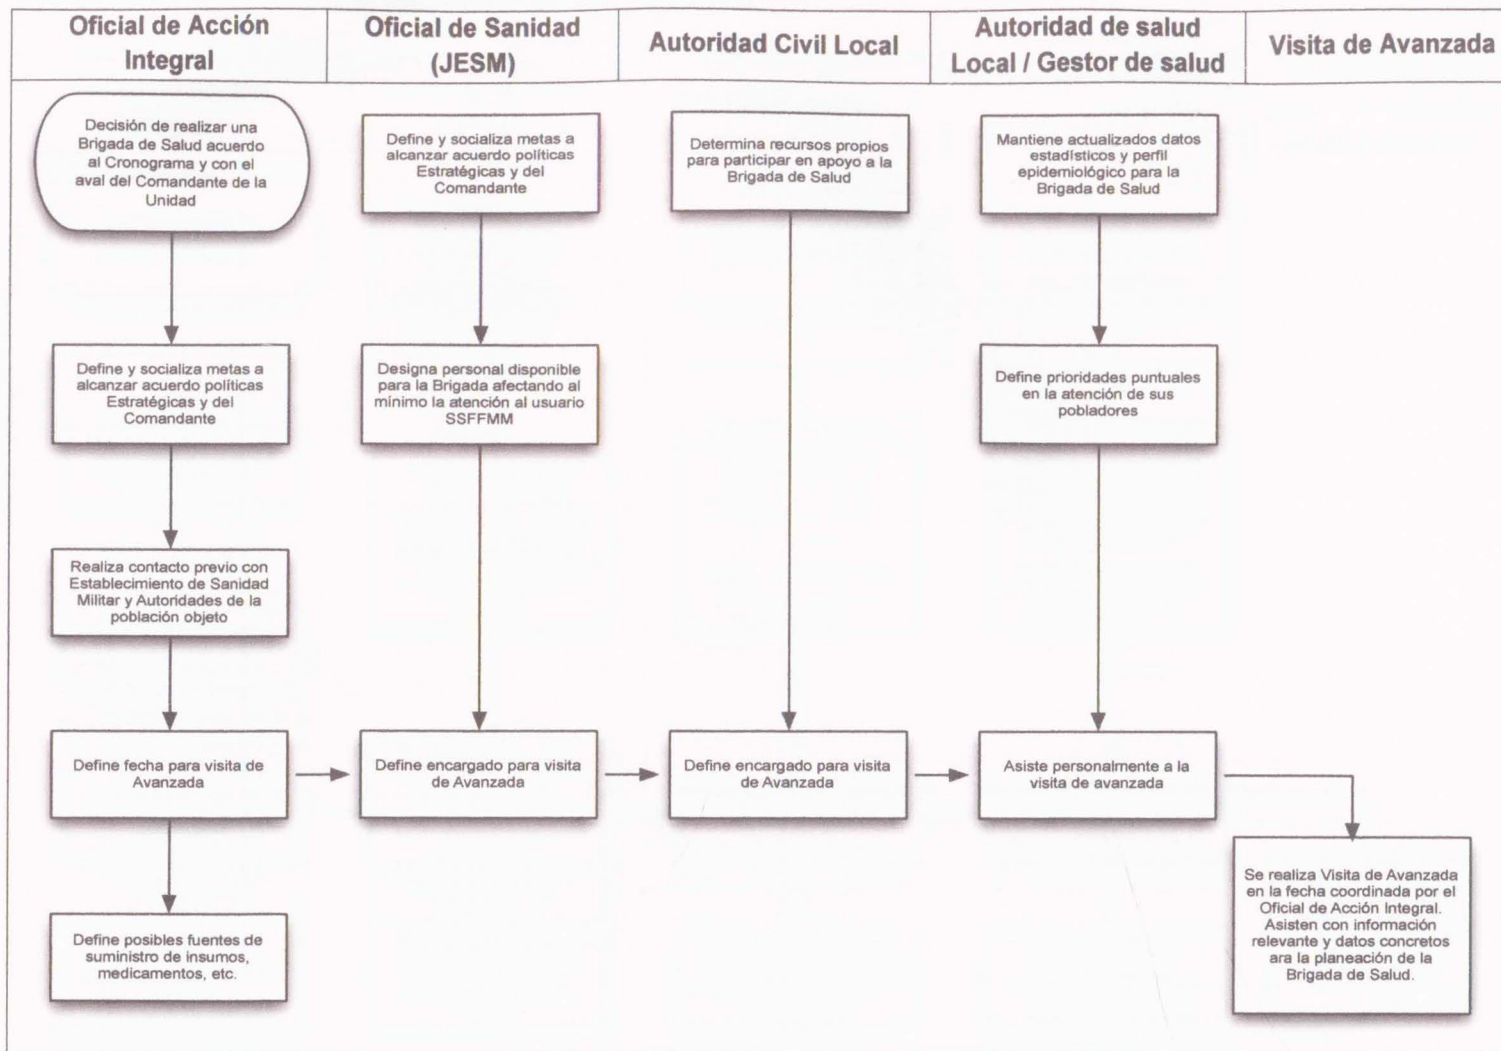 Oficial de Acción
Integral
Oficial de Sanidad
(JESM)
Autoridad Civil Local
Autoridad de salud
Local / Gestor de salud
Visita de Avanzada
Decisión de realizar una
Brigada de Salud acuerdo
al Cronograma y con el
aval del Comandante de la
Unidad
Define y socializa metas a
alcanzar acuerdo políticas
Estratégicas y del
Comandante
Determina recursos propios
para participar en apoyo a la
Brigada de Salud
Mantiene actualizados datos
estadísticos y perfil
epidemiológico para la
Brigada de Salud
Define y socializa metas a
alcanzar acuerdo políticas
Estratégicas y del
Comandante
Designa personal disponible
para la Brigada afectando al
mínimo la atención al usuario
SSFFMM
Define prioridades puntuales
en la atención de sus
pobladores
Realiza contacto previo con
Establecimiento de Sanidad
Militar y Autoridades de la
población objeto
Define fecha para visita de
Avanzada
Define encargado para visita
de Avanzada
Define encargado para visita
de Avanzada
Asiste personalmente a la
visita de avanzada
Define posibles fuentes de
suministro de insumos,
medicamentos, etc.
Se realiza Visita de Avanzada
en la fecha coordinada por el
Oficial de Acción Integral.
Asisten con información
relevante y datos concretos
ara la planeación de la
Brigada de Salud.